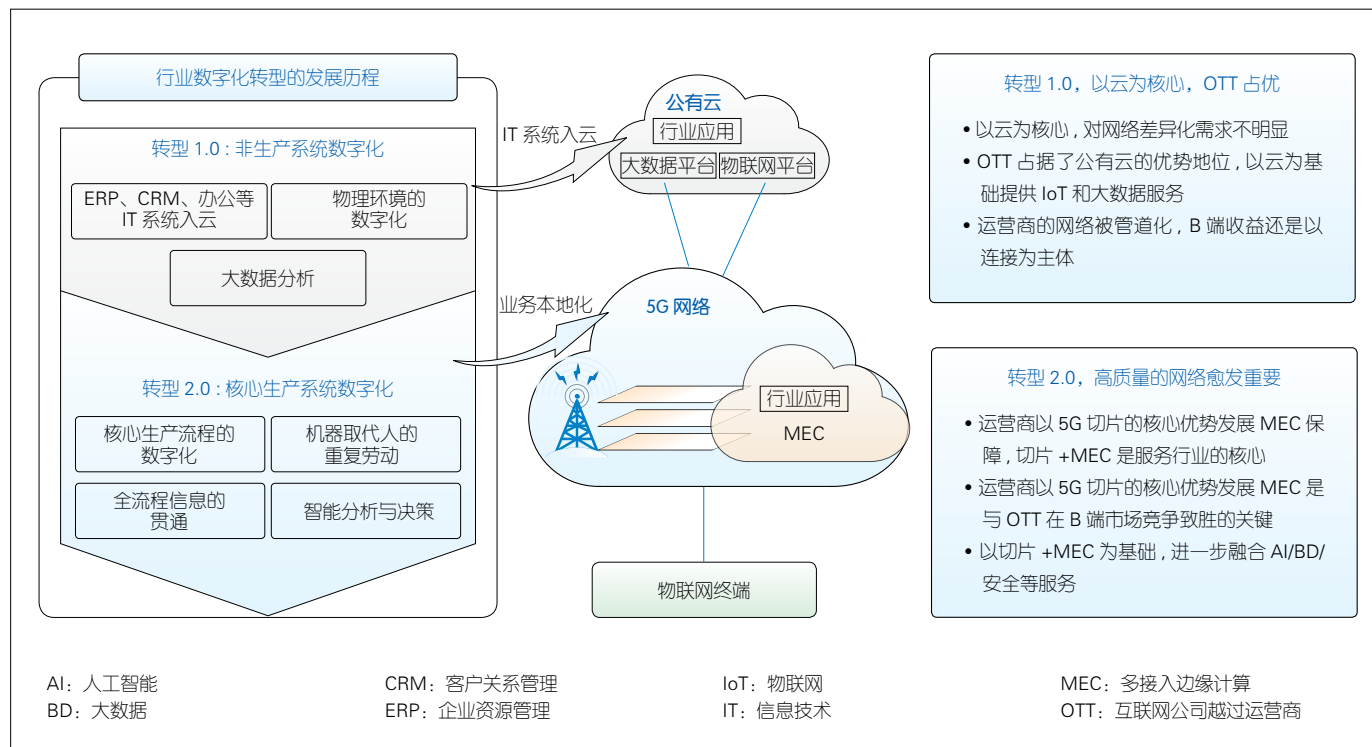 行业数字化转型的发展历程
转型 1.0 : 非生产系统数字化
ERP、CRM、办公等
IT 系统入云
物理环境的
数字化
大数据分析
转型 2.0 : 核心生产系统数字化
核心生产流程的
数字化
机器取代人的
重复劳动
全流程信息的
贯通
智能分析与决策
IT 系统入云
业务本地化
公有云
行业应用
大数据平台
物联网平台
5G 网络
行业应用
MEC
物联网终端
转型 1.0，以云为核心，OTT 占优
• 以云为核心 , 对网络差异化需求不明显
• OTT 占据了公有云的优势地位 , 以云为基
础提供 IoT 和大数据服务
• 运营商的网络被管道化 , B 端收益还是以
连接为主体
转型 2.0，高质量的网络愈发重要
• 运营商以 5G 切片的核心优势发展 MEC 保
障 , 切片 +MEC 是服务行业的核心
• 运营商以 5G 切片的核心优势发展 MEC 是
与 OTT 在 B 端市场竞争致胜的关键
• 以切片 +MEC 为基础 , 进一步融合 AI/BD/
安全等服务
AI：人工智能
BD：大数据
CRM：客户关系管理
ERP：企业资源管理
IoT：物联网
IT：信息技术
MEC：多接入边缘计算
OTT：互联网公司越过运营商